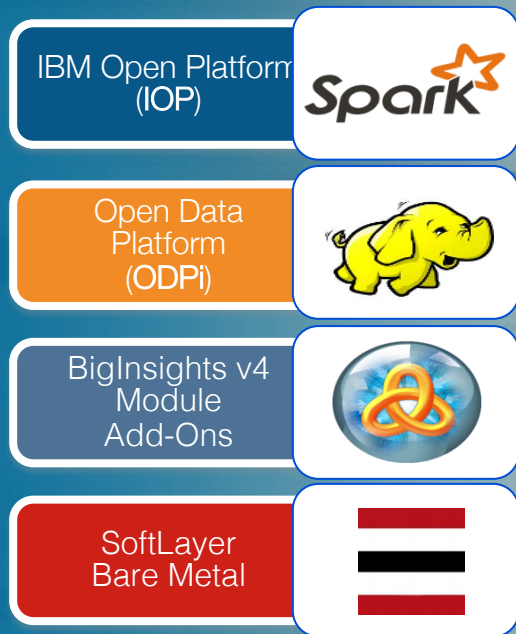 IBM Open Platform
(IOP)
Spark
Open Data
Platform
(ODPi)
BigInsights v4
Module
Add-Ons
SoftLayer
Bare Metal